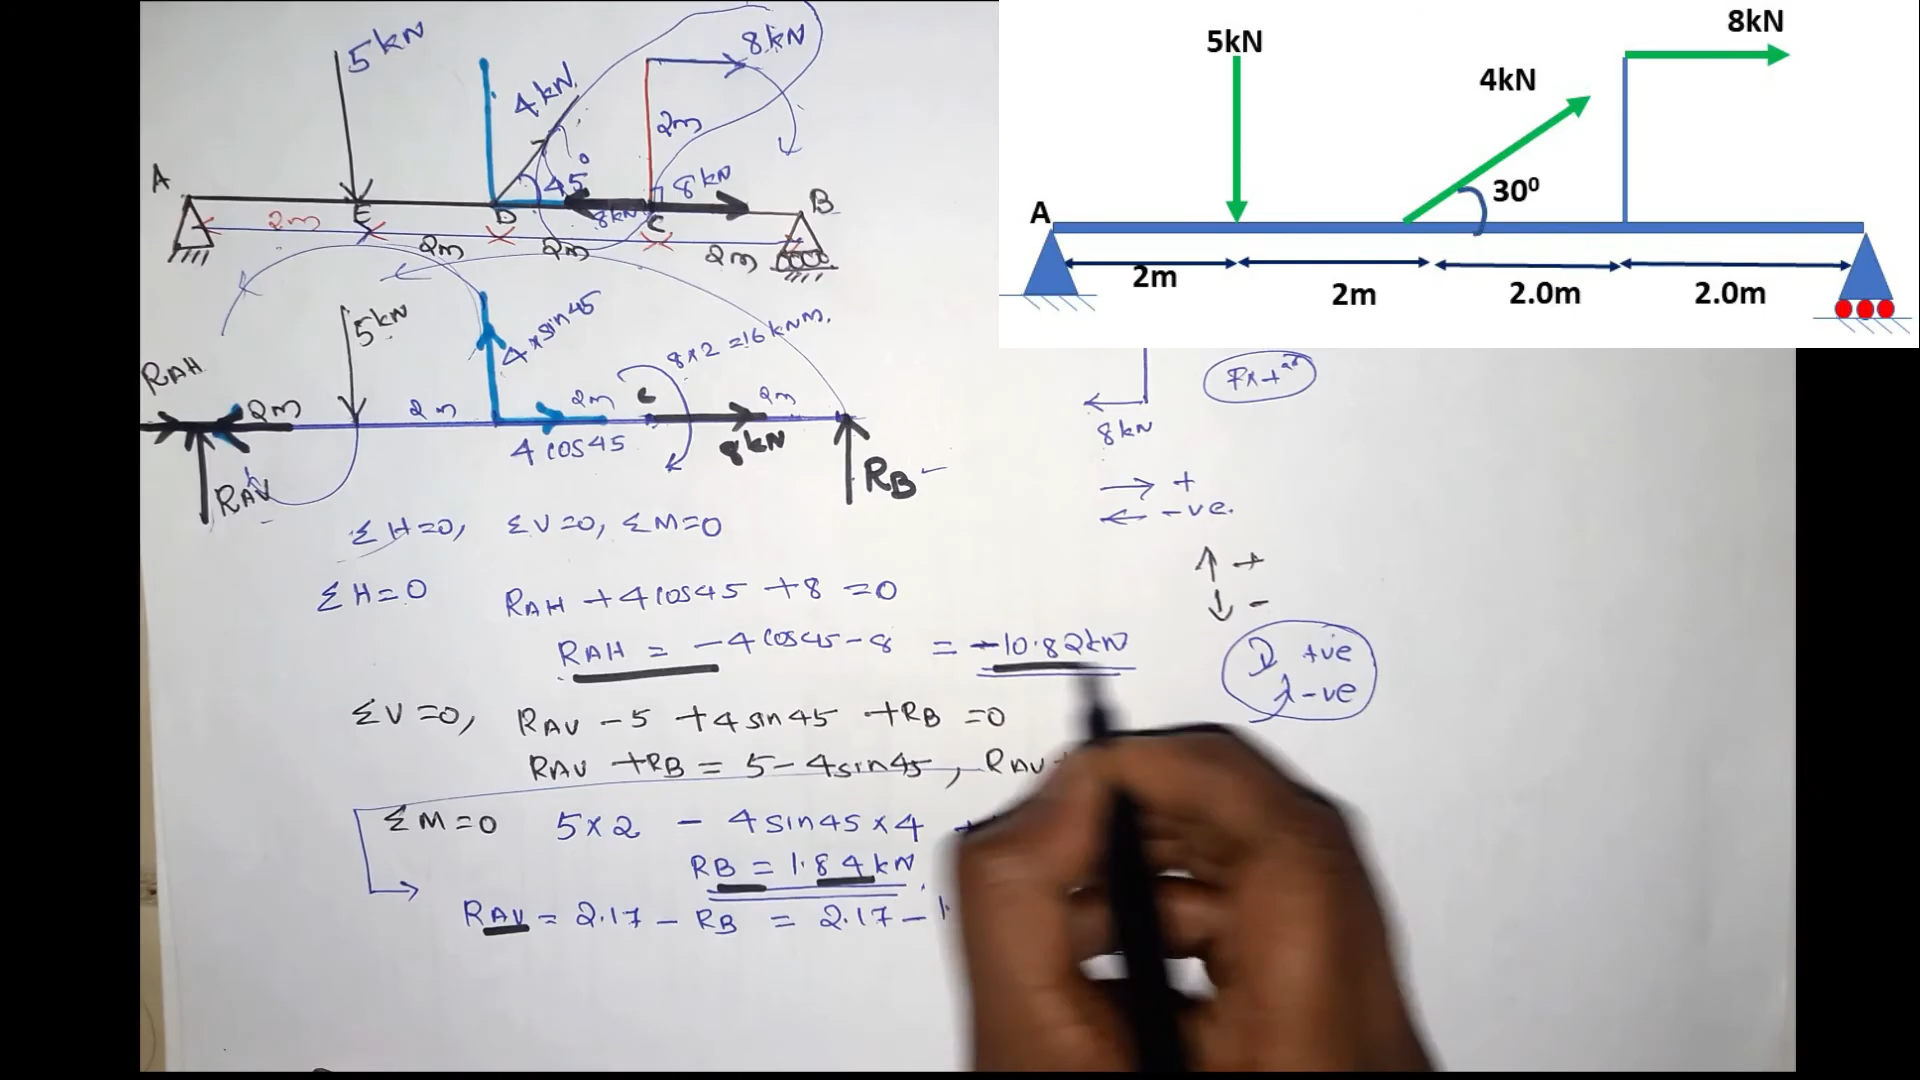 5kN
4kN
8kN
2m
A
45°
8kN
B
E
D
8kN
C
2m
2m
2m
2m
5kN
4×sin45
8×2=16kNm.
RAH
2m
2m
2m
C
2m
4cos45
8kN
RAV
RB
ΣH=0, ΣV=0, ΣM=0
ΣH=0 RAH +4cos45 +8 =0
RAH = -4cos45-8 = -10.82kN
ΣV=0, RAV -5 +4sin45 +RB =0
RAV +RB = 5-4sin45, RAV
ΣM=0 5×2 - 4sin45×4
RB = 1.84kN
RAV = 2.17 - RB = 2.17 - 1.
8kN
5kN
4kN
30⁰
A
2m
2m
2.0m
2.0m
8kN
+
-ve.
+
-
+ve
-ve